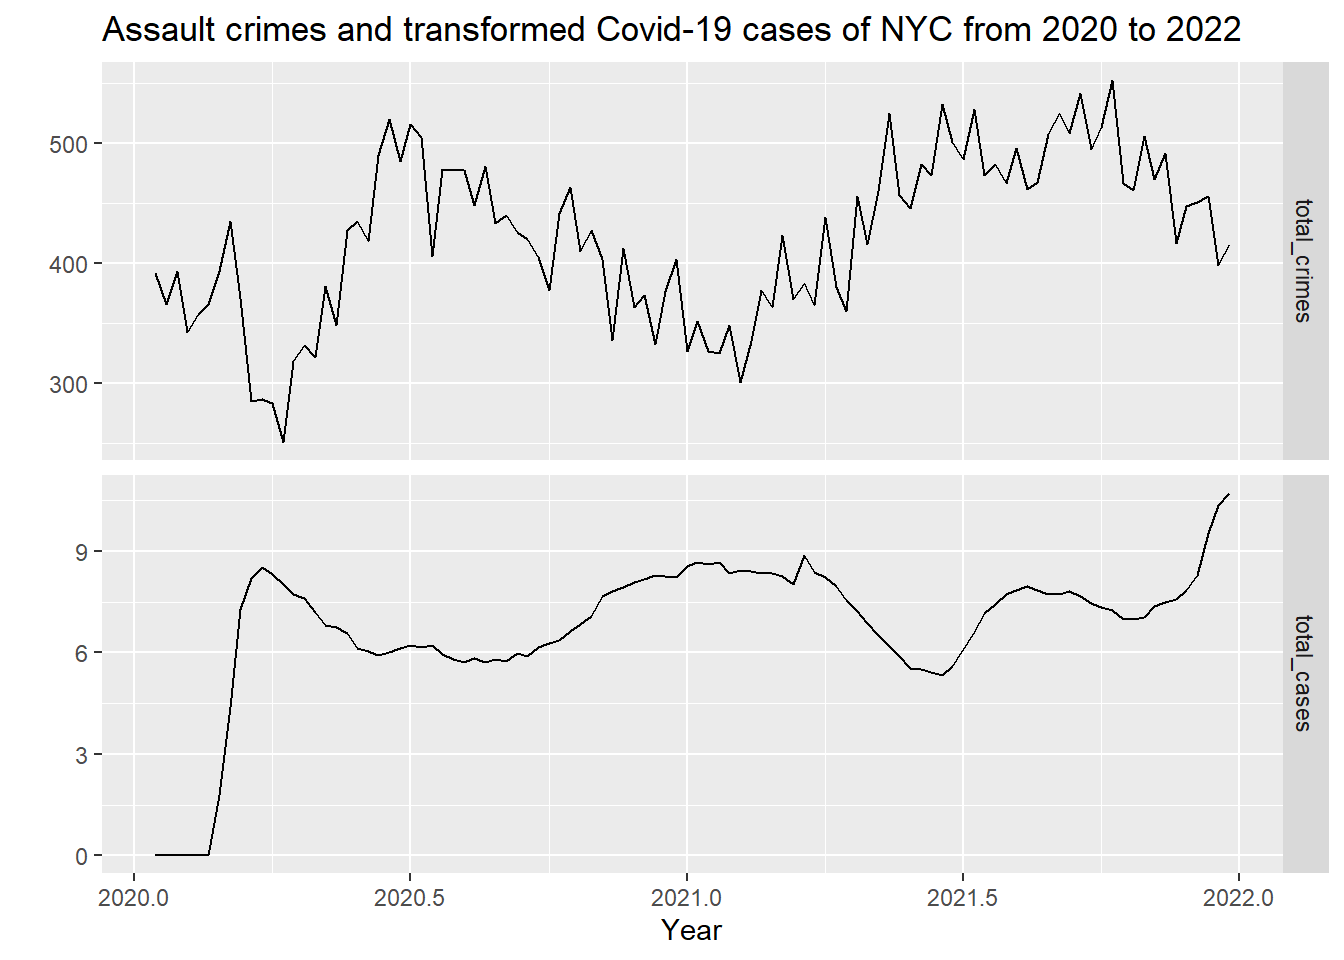 Assault crimes and transformed Covid-19 cases of NYC from 2020 to 2022
500
400
300
total_crimes
9
6
3
0
total_cases
2020.0 2020.5 2021.0 2021.5 2022.0
Year